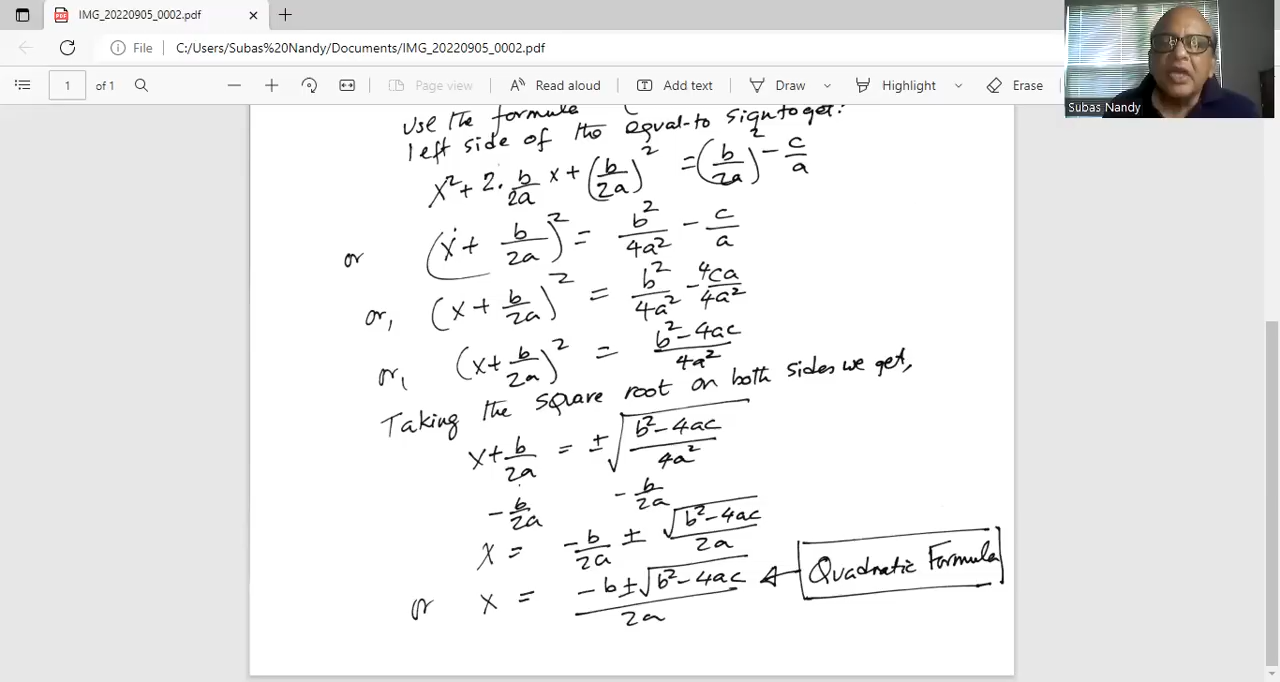 IMG_20220905_0002.pdf
File C:/Users/Subas%20Nandy/Documents/IMG_20220905_0002.pdf
1 of 1 Page view Read aloud Add text Draw Highlight Erase
Subas Nandy
Use the formula (
left side of the equal-to sign to get:
x² + 2. b/2a x + (b/2a)² = (b/2a)² - c/a
or (x + b/2a)² = b²/4a² - c/a
or, (x + b/2a)² = b²/4a² - 4ca/4a²
or, (x + b/2a)² = b² - 4ac/4a²
Taking the square root on both sides we get,
x + b/2a = ± √(b² - 4ac/4a²)
- b/2a - b/2a
x = - b/2a ± √(b² - 4ac)/2a
or x = -b ± √(b² - 4ac)/2a Quadratic Formula